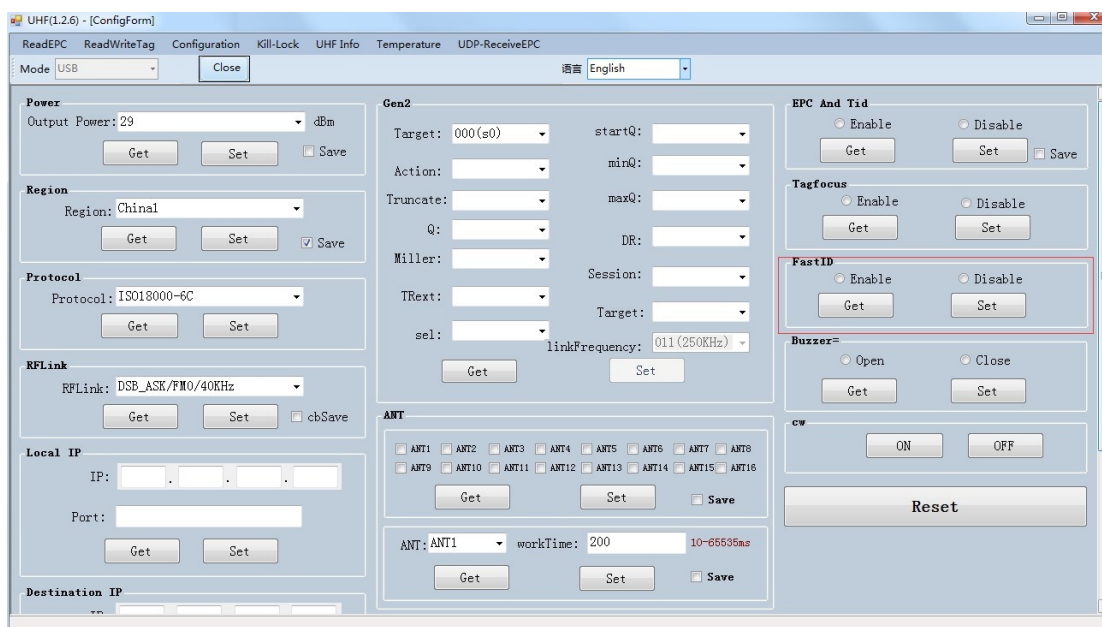 UHF(1.2.6) - [ConfigForm]
ReadEPC ReadWriteTag Configuration Kill-Lock UHF Info Temperature UDP-ReceiveEPC
Mode USB Close 语言 English
Power
Output Power: 29 dBm
Get Set Save
Region
Region: China1
Get Set Save
Protocol
Protocol: ISO18000-6C
Get Set
RFLink
RFLink: DSB_ASK/FM0/40KHz
Get Set cbSave
Local IP
IP: . . .
Port:
Get Set
Destination IP
Gen2
Target: 000(s0) startQ:
Action: minQ:
Truncate: maxQ:
Q: DR:
Miller: Session:
TRext: Target:
sel: linkFrequency: 011(250KHz)
Get Set
ANT
ANT1 ANT2 ANT3 ANT4 ANT5 ANT6 ANT7 ANT8
ANT9 ANT10 ANT11 ANT12 ANT13 ANT14 ANT15 ANT16
Get Set Save
ANT: ANT1 workTime: 200 10-65535ms
Get Set Save
EPC And Tid
Enable Disable
Get Set Save
Tagfocus
Enable Disable
Get Set
FastID
Enable Disable
Get Set
Buzzer=
Open Close
Get Set
cw
ON OFF
Reset